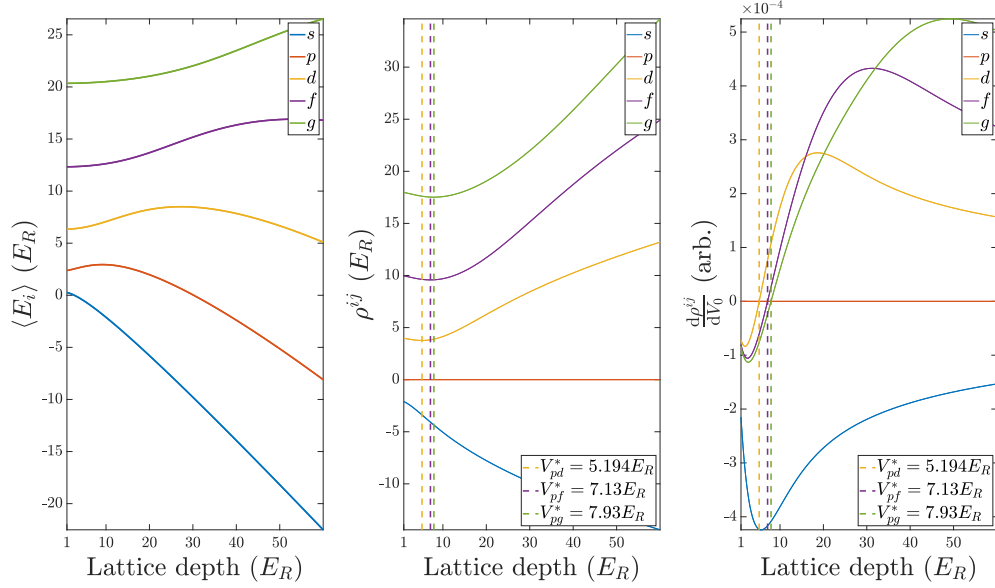 25
20
15
10
5
0
-5
-10
-15
-20
1 10 20 30 40 50
⟨E_i⟩ (E_R)
Lattice depth (E_R)
s
p
d
f
g
35
30
25
20
15
10
5
0
-5
-10
1 10 20 30 40 50
ρ^{ij} (E_R)
Lattice depth (E_R)
s
p
d
f
g
V*_{pd} = 5.194E_R
V*_{pf} = 7.13E_R
V*_{pg} = 7.93E_R
×10^{-4}
5
4
3
2
1
0
-1
-2
-3
-4
1 10 20 30 40 50
dρ^{ij}/dV_0 (arb.)
Lattice depth (E_R)
s
p
d
f
g
V*_{pd} = 5.194E_R
V*_{pf} = 7.13E_R
V*_{pg} = 7.93E_R